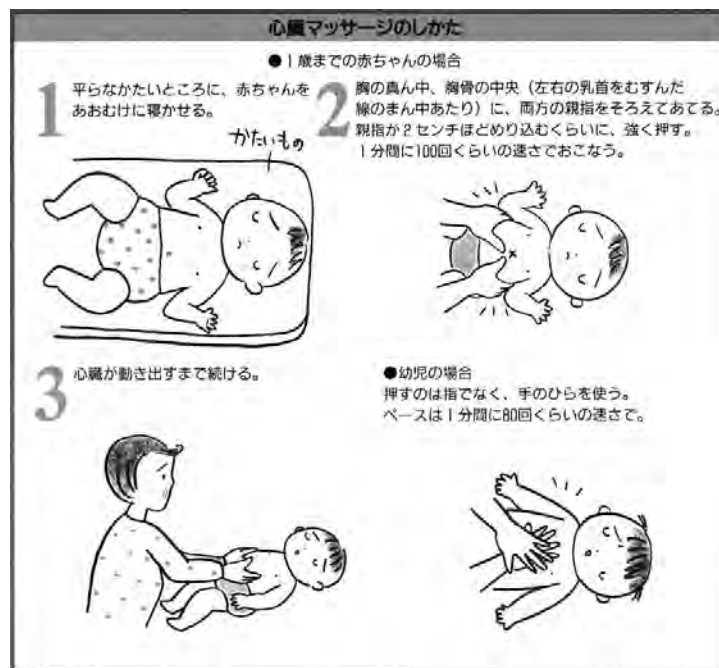 心臓マッサージのしかた
●1歳までの赤ちゃんの場合
1 平らなかたいところに、赤ちゃんを
あおむけに寝かせる。
かたいもの
2 胸の真ん中、胸骨の中央（左右の乳首をむすんだ
線のまん中あたり）に、両方の親指をそろえてあてる。
親指が2センチほどめり込むくらいに、強く押す。
1分間に100回くらいの速さでおこなう。
3 心臓が動き出すまで続ける。
●幼児の場合
押すのは指でなく、手のひらを使う。
ペースは1分間に80回くらいの速さで。